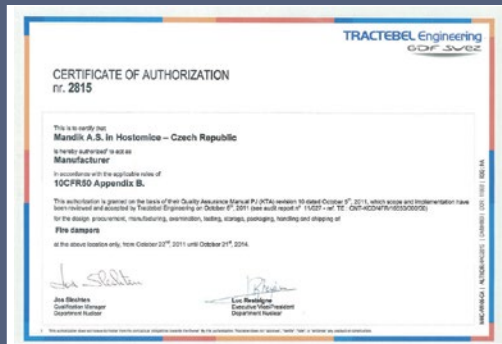 TRACTEBEL Engineering
GDF SUEZ
CERTIFICATE OF AUTHORIZATION
nr. 2815
This is to certify that
Mandik A.S. in Hostomice – Czech Republic
is hereby authorized¹ to act as
Manufacturer
in accordance with the applicable rules of
10CFR50 Appendix B.
This authorization is granted on the basis of their Quality Assurance Manual PJ (KTA) revision 10 dated October 5th, 2011, which scope and implementation have
been reviewed and accepted by Tractebel Engineering on October 6th, 2011 (see audit report n°
for the design, procurement, manufacturing, examination, testing, storage, packaging, handling and shipping of
Fire dampers
at the above location only, from October 22nd, 2011 until October 21st, 2014.
Jos Slechten
Qualification Manager
Department Nuclear
Luc
Executive Vice-President
Department Nuclear